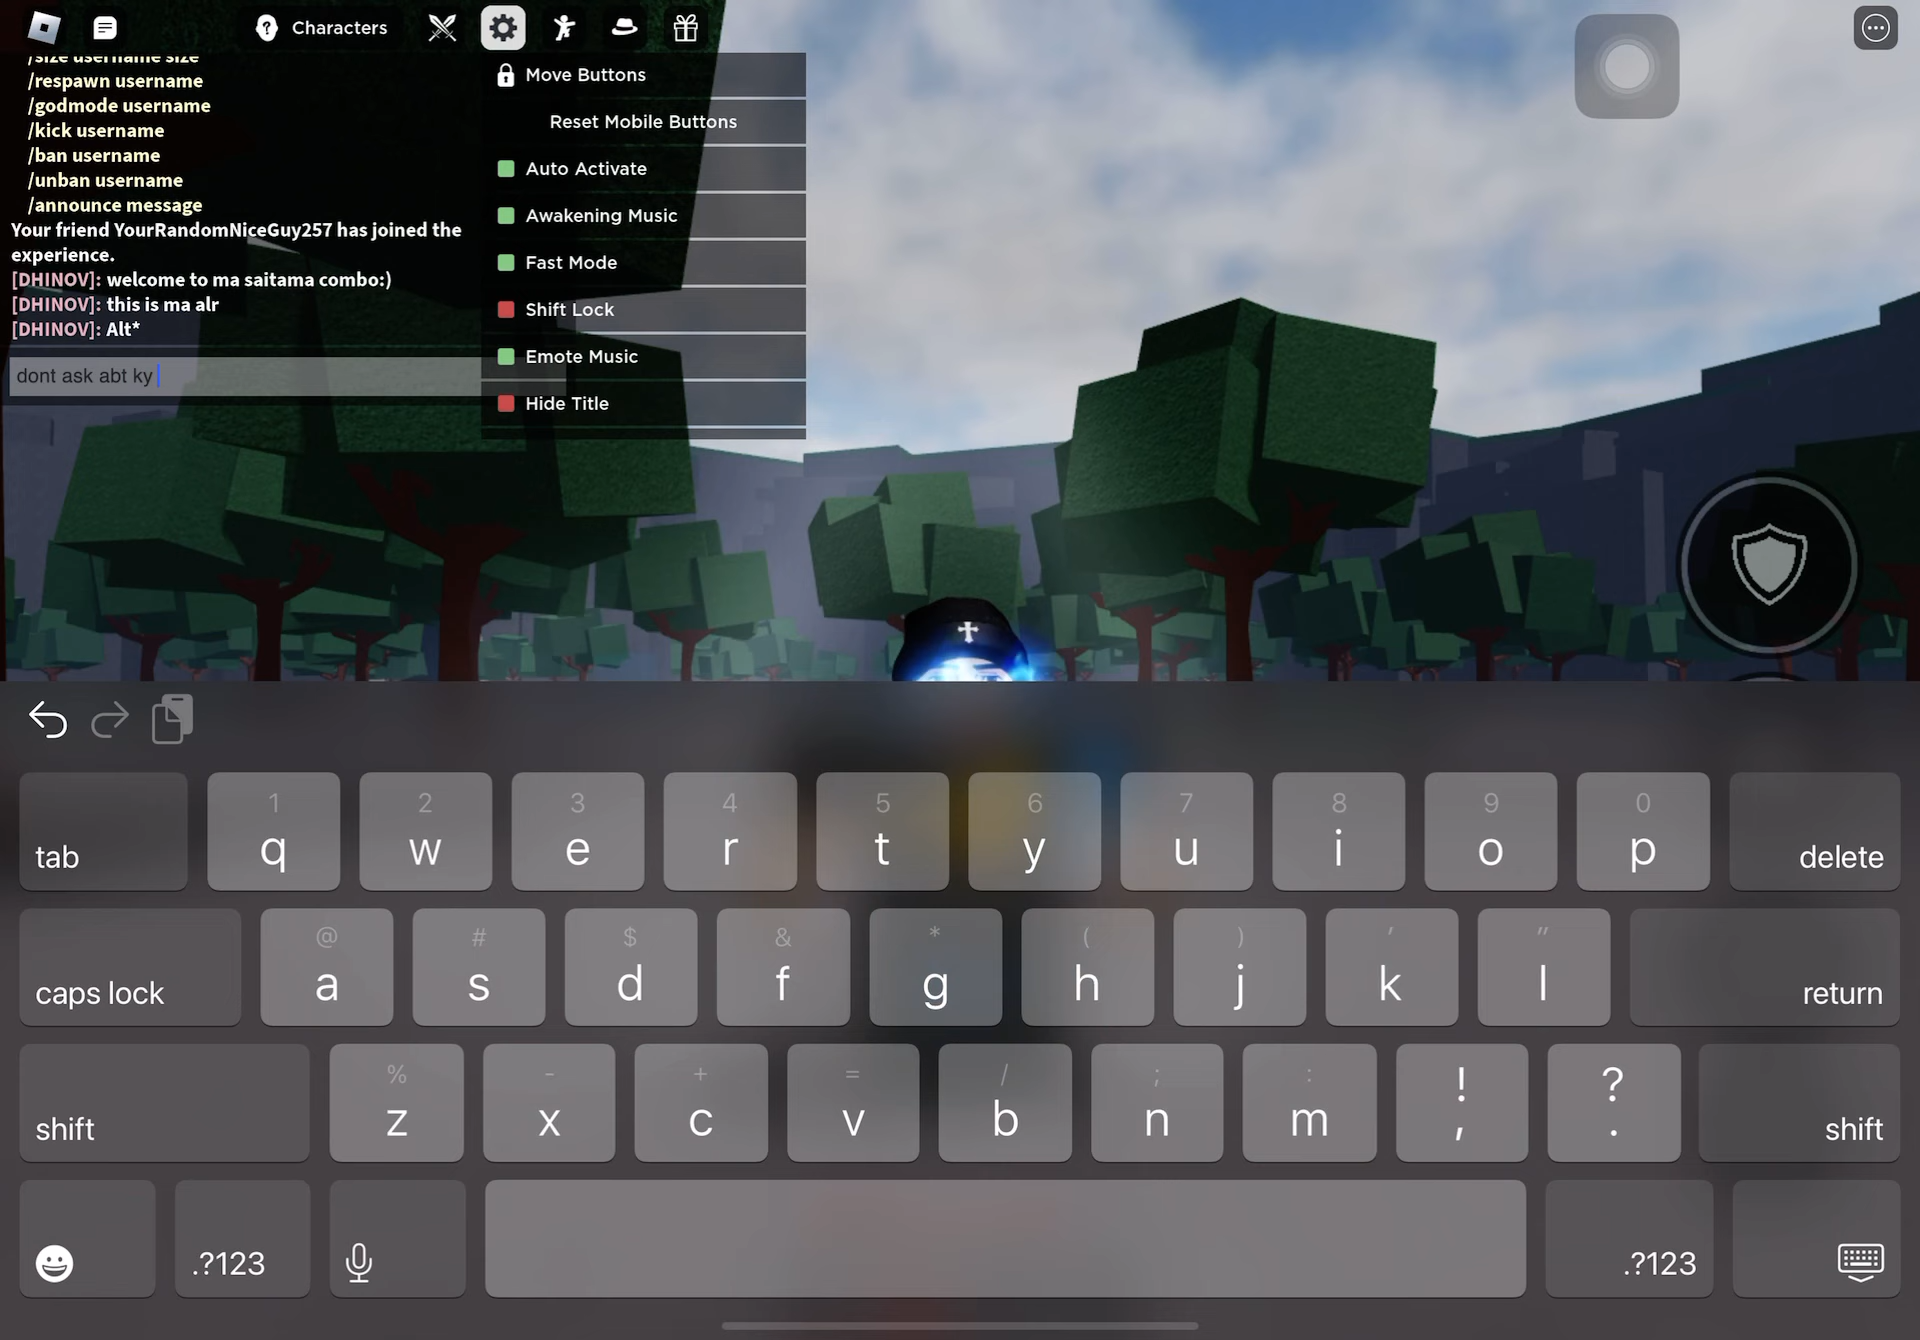 Characters
/size username size
/respawn username
/godmode username
/kick username
/ban username
/unban username
/announce message
Your friend YourRandomNiceGuy257 has joined the
experience.
[DHINOV]: welcome to ma saitama combo:)
[DHINOV]: this is ma alr
[DHINOV]: Alt*
dont ask abt ky
Move Buttons
Reset Mobile Buttons
Auto Activate
Awakening Music
Fast Mode
Shift Lock
Emote Music
Hide Title
1 2 3 4 5 6 7 8 9 0
tab q w e r t y u i o p delete
@ # $ & * ( ) ' "
caps lock a s d f g h j k l return
% - + = / ; : ! ?
shift z x c v b n m , . shift
.?123 .?123